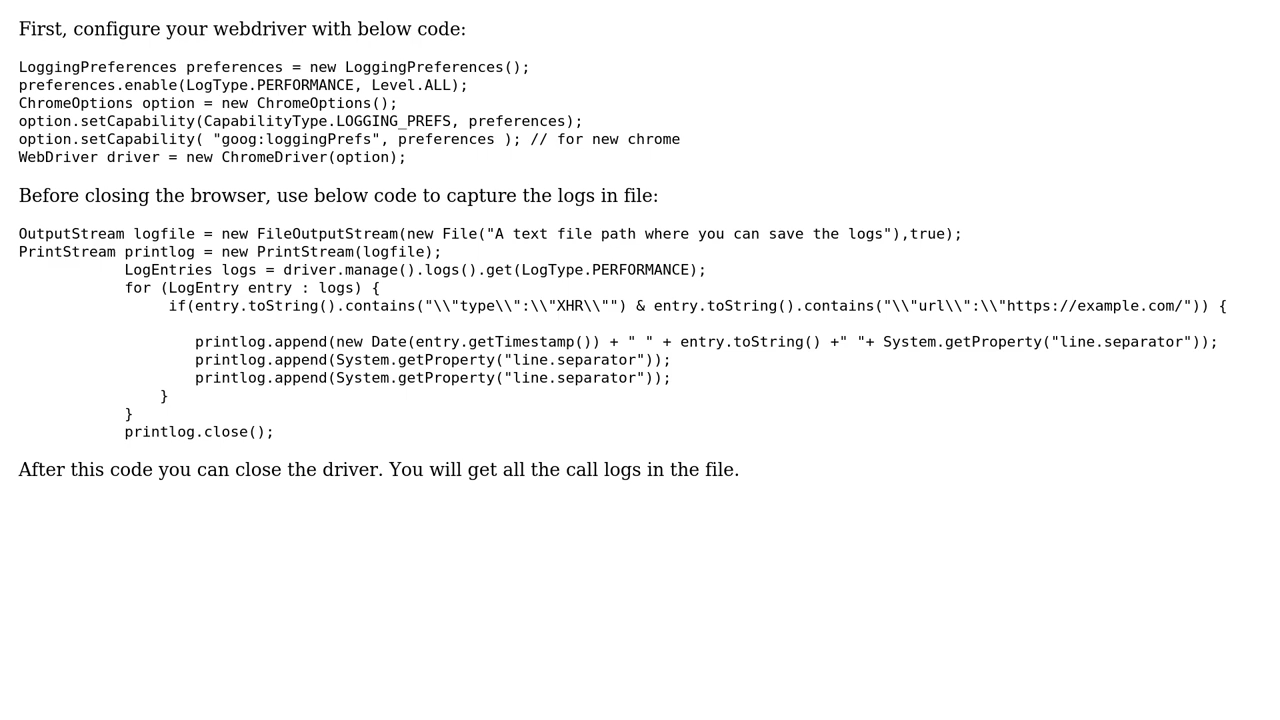 First, configure your webdriver with below code:
LoggingPreferences preferences = new LoggingPreferences();
preferences.enable(LogType.PERFORMANCE, Level.ALL);
ChromeOptions option = new ChromeOptions();
option.setCapability(CapabilityType.LOGGING_PREFS, preferences);
option.setCapability( "goog:loggingPrefs", preferences ); // for new chrome
WebDriver driver = new ChromeDriver(option);
Before closing the browser, use below code to capture the logs in file:
OutputStream logfile = new FileOutputStream(new File("A text file path where you can save the logs"),true);
PrintStream printlog = new PrintStream(logfile);
            LogEntries logs = driver.manage().logs().get(LogType.PERFORMANCE);
            for (LogEntry entry : logs) {
                 if(entry.toString().contains("\\"type\\":\\"XHR\\"") & entry.toString().contains("\\"url\\":\\"https://example.com/")) {
                    printlog.append(new Date(entry.getTimestamp()) + " " + entry.toString() +" "+ System.getProperty("line.separator"));
                    printlog.append(System.getProperty("line.separator"));
                    printlog.append(System.getProperty("line.separator"));
                }
            }
            printlog.close();
After this code you can close the driver. You will get all the call logs in the file.